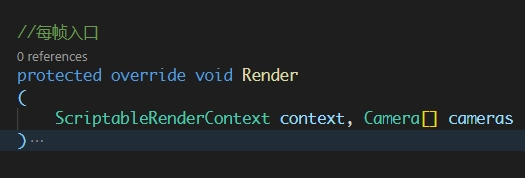 //每帧入口
0 references
protected override void Render
(
ScriptableRenderContext context, Camera[] cameras
)…